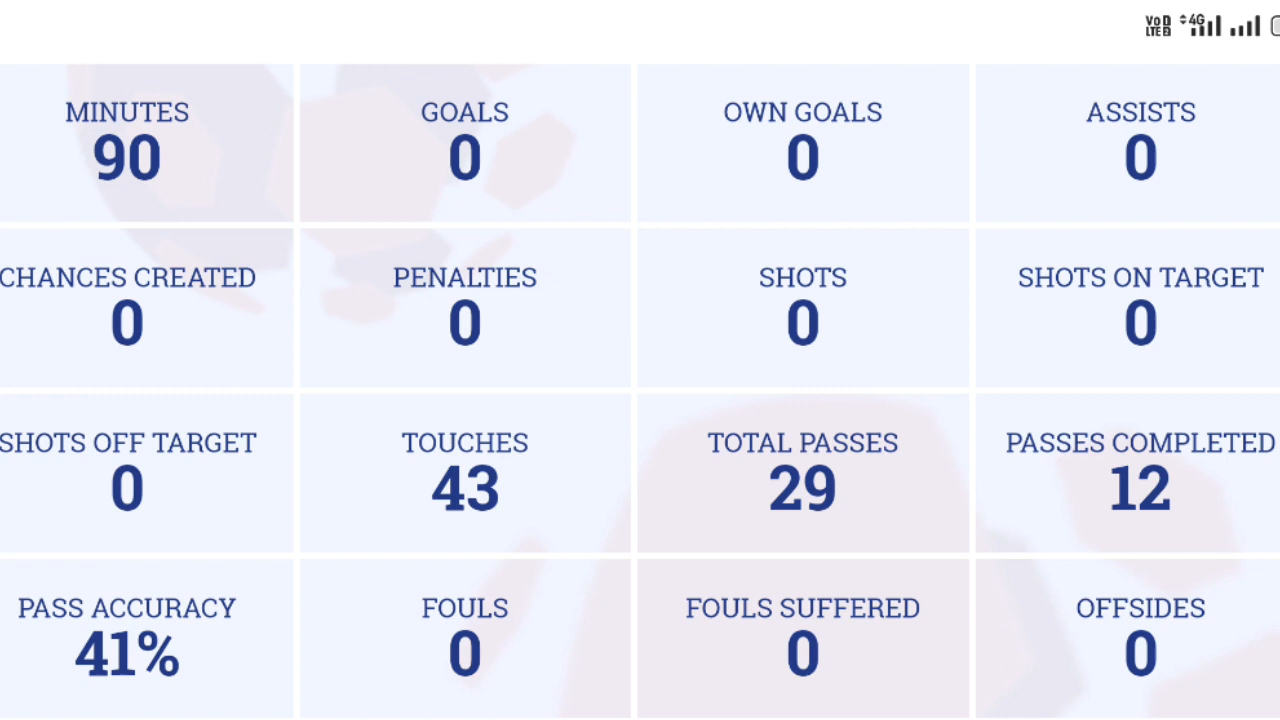 VoLTE 4G
MINUTES GOALS OWN GOALS ASSISTS
90 0 0 0
CHANCES CREATED PENALTIES SHOTS SHOTS ON TARGET
0 0 0 0
SHOTS OFF TARGET TOUCHES TOTAL PASSES PASSES COMPLETED
0 43 29 12
PASS ACCURACY FOULS FOULS SUFFERED OFFSIDES
41% 0 0 0